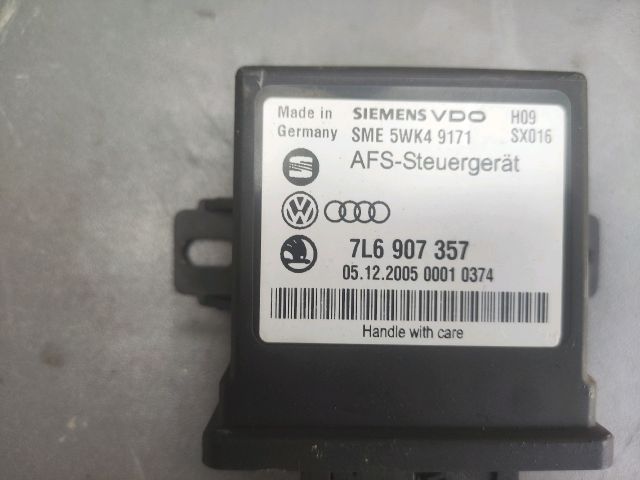 Made in Germany
SIEMENS VDO H09
SME 5WK4 9171 SX016
AFS-Steuergerät
7L6 907 357
05.12.2005 0001 0374
Handle with care